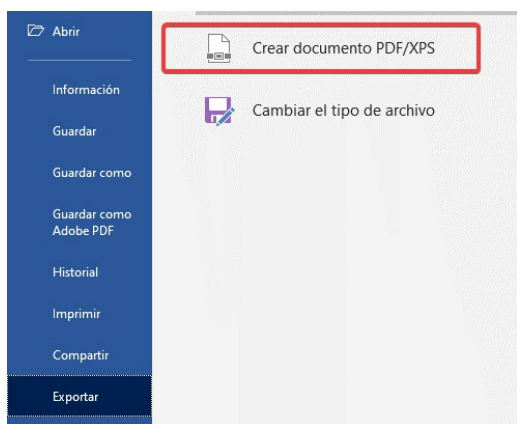 Abrir
Información
Guardar
Guardar como
Guardar como
Adobe PDF
Historial
Imprimir
Compartir
Exportar
Crear documento PDF/XPS
Cambiar el tipo de archivo